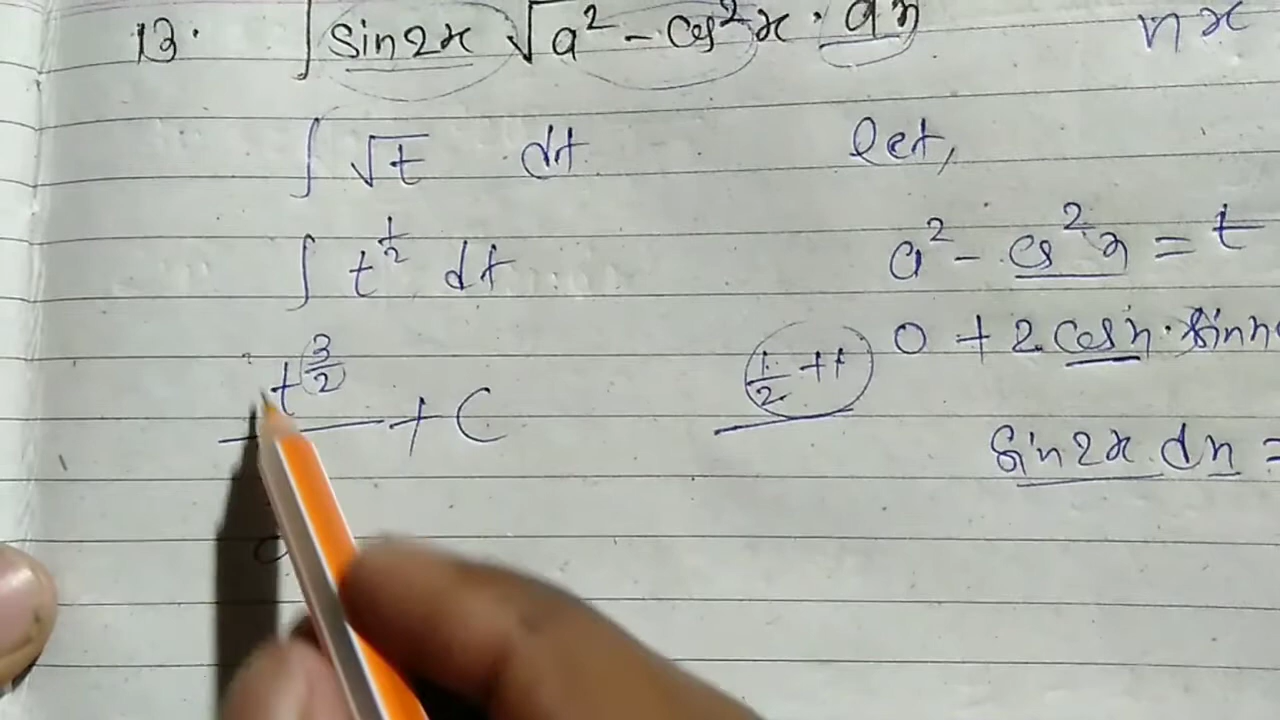 13. ∫ sin2x √a² - cos²x · dx n x
∫ √t dt let,
∫ t^1/2 dt a² - cos²x = t
t^3/2 + C 1/2 + 1 0 + 2 cosx · sinx
sin2x dx =